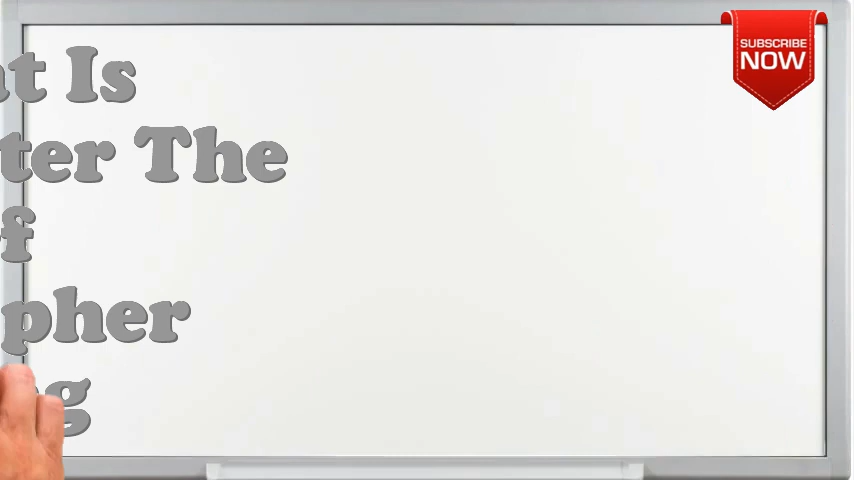 t Is
ter The
f
pher
g
SUBSCRIBE
NOW